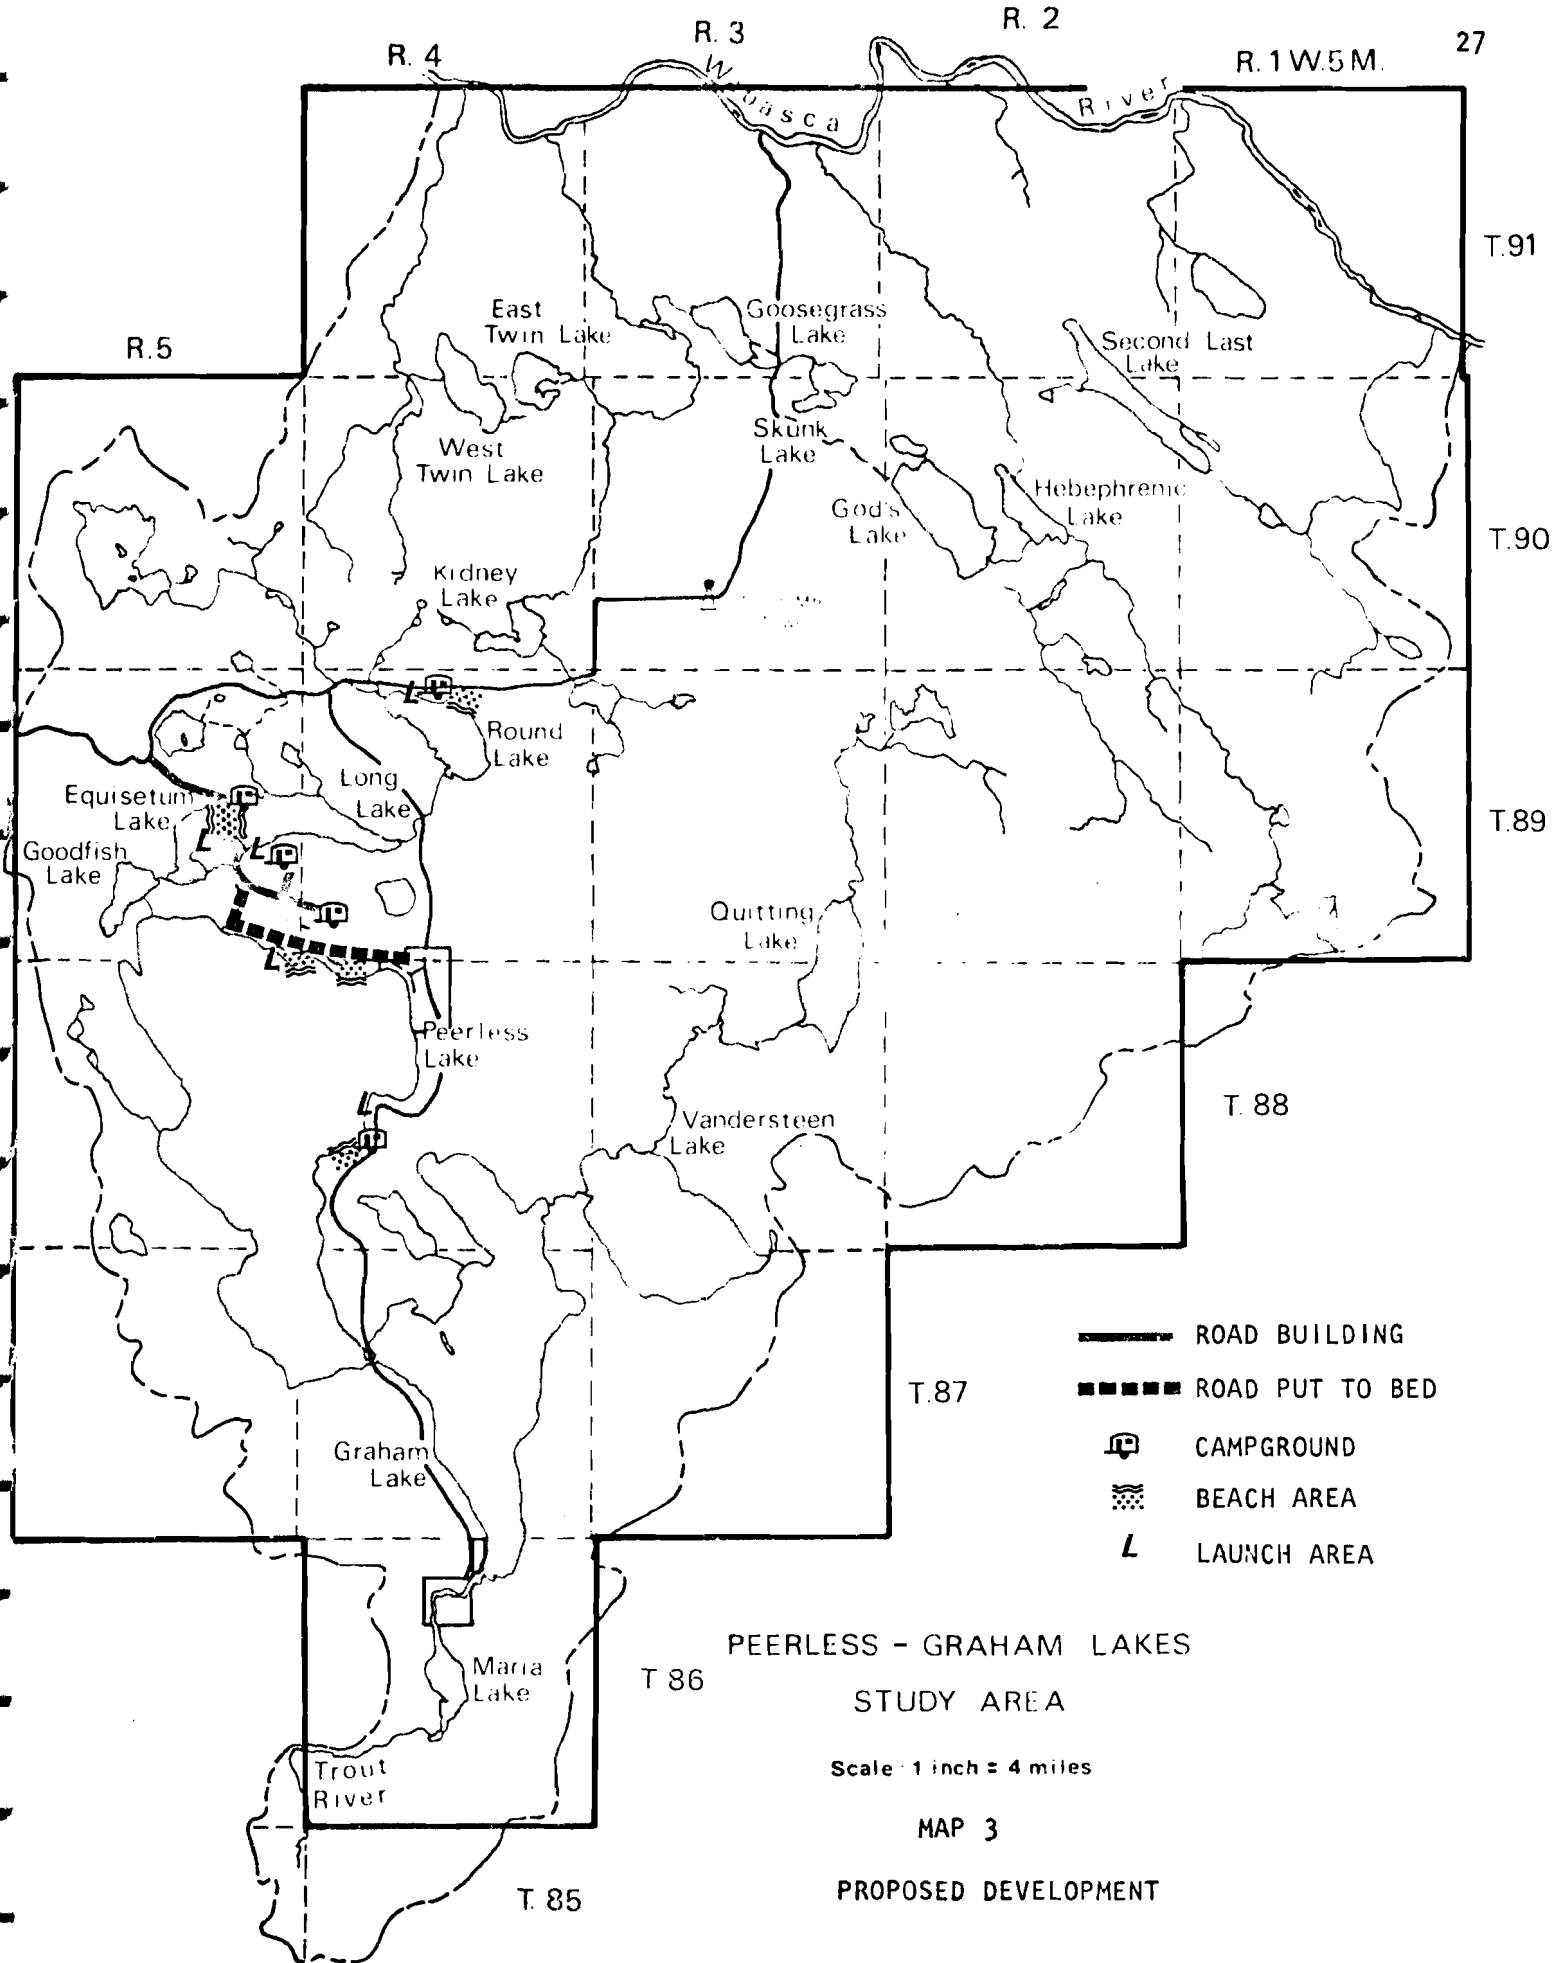 27
R. 4
R. 3
R. 2
R. 1 W. 5 M.
River
T. 91
East
Twin Lake
Goosegrass
Lake
Second Last
Lake
R. 5
West
Twin Lake
Skunk
Lake
God's
Lake
Hebephrenic
Lake
T. 90
Kidney
Lake
Round
Lake
Long
Lake
Equisetum
Lake
Goodfish
Lake
T. 89
Quitting
Lake
Peerless
Lake
Vandersteen
Lake
T. 88
ROAD BUILDING
ROAD PUT TO BED
CAMPGROUND
BEACH AREA
L LAUNCH AREA
T. 87
Graham
Lake
Maria
Lake
T 86
Trout
River
T. 85
PEERLESS - GRAHAM LAKES
STUDY AREA
Scale 1 inch = 4 miles
MAP 3
PROPOSED DEVELOPMENT